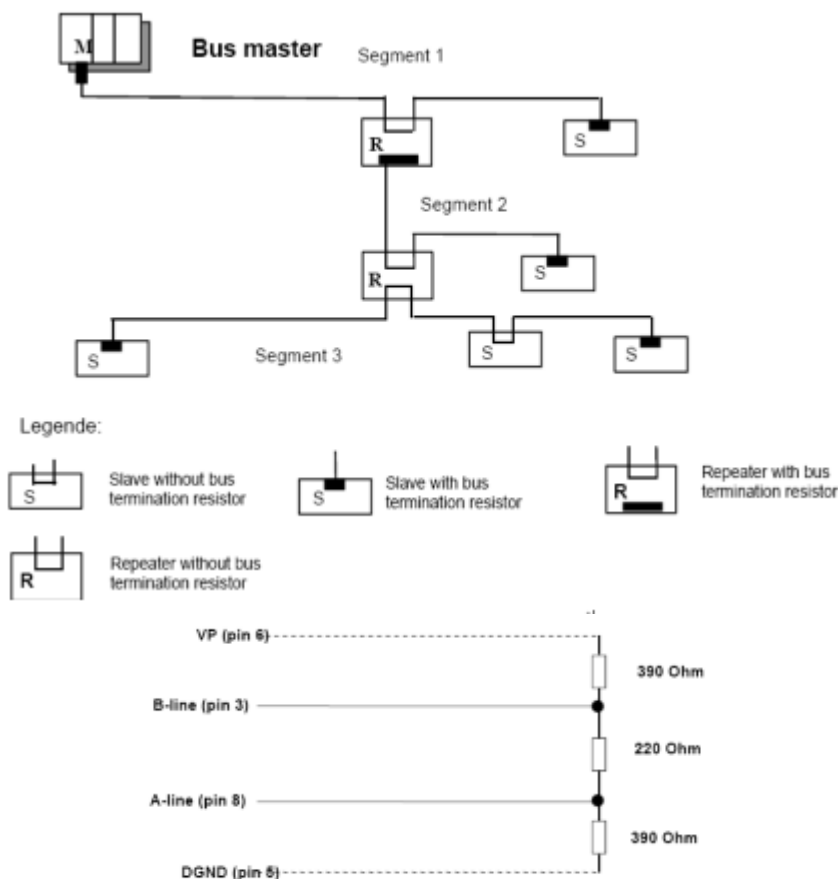 M
Bus master
Segment 1
R
S
Segment 2
R
S
S
Segment 3
S
S
Legende:
S
Slave without bus
termination resistor
S
Slave with bus
termination resistor
R
Repeater with bus
termination resistor
R
Repeater without bus
termination resistor
VP (pin 6)
390 Ohm
B-line (pin 3)
220 Ohm
A-line (pin 8)
390 Ohm
DGND (pin 5)